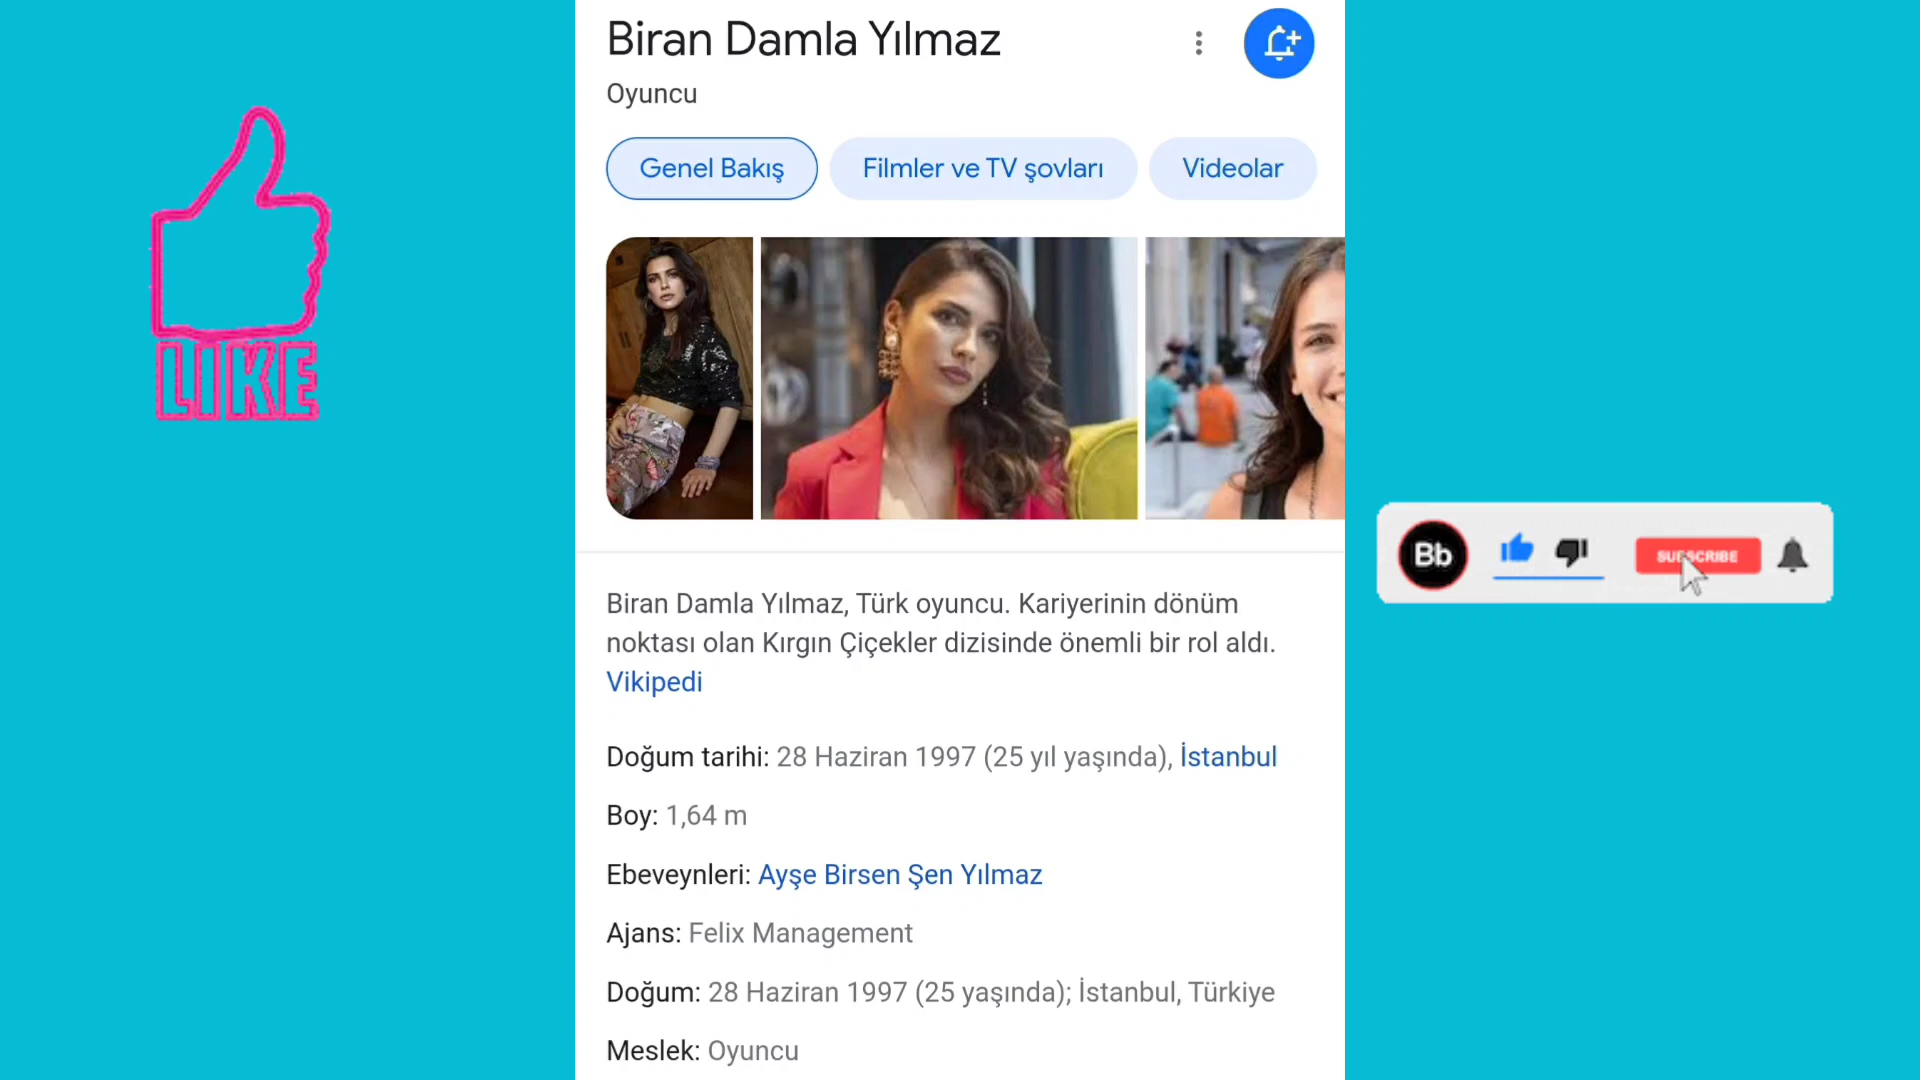 Biran Damla Yılmaz
Oyuncu
Genel Bakış
Filmler ve TV şovları
Videolar
LIKE
Bb
SUBSCRIBE
Biran Damla Yılmaz, Türk oyuncu. Kariyerinin dönüm
noktası olan Kırgın Çiçekler dizisinde önemli bir rol aldı.
Vikipedi
Doğum tarihi: 28 Haziran 1997 (25 yıl yaşında), İstanbul
Boy: 1,64 m
Ebeveynleri: Ayşe Birsen Şen Yılmaz
Ajans: Felix Management
Doğum: 28 Haziran 1997 (25 yaşında); İstanbul, Türkiye
Meslek: Oyuncu